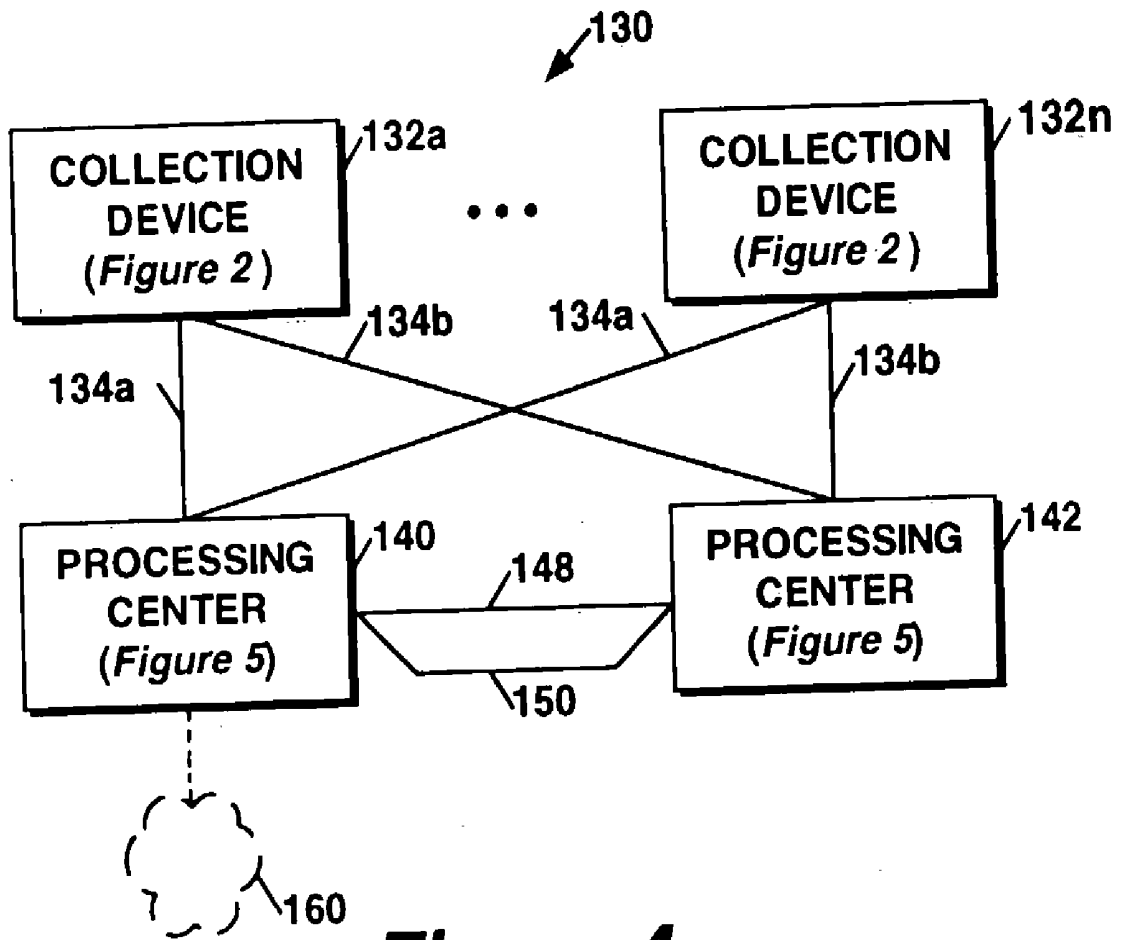 130
COLLECTION
DEVICE
(Figure 2)
132a
COLLECTION
DEVICE
(Figure 2)
132n
134a
134b
134a
134b
PROCESSING
CENTER
(Figure 5)
140
148
150
PROCESSING
CENTER
(Figure 5)
142
160